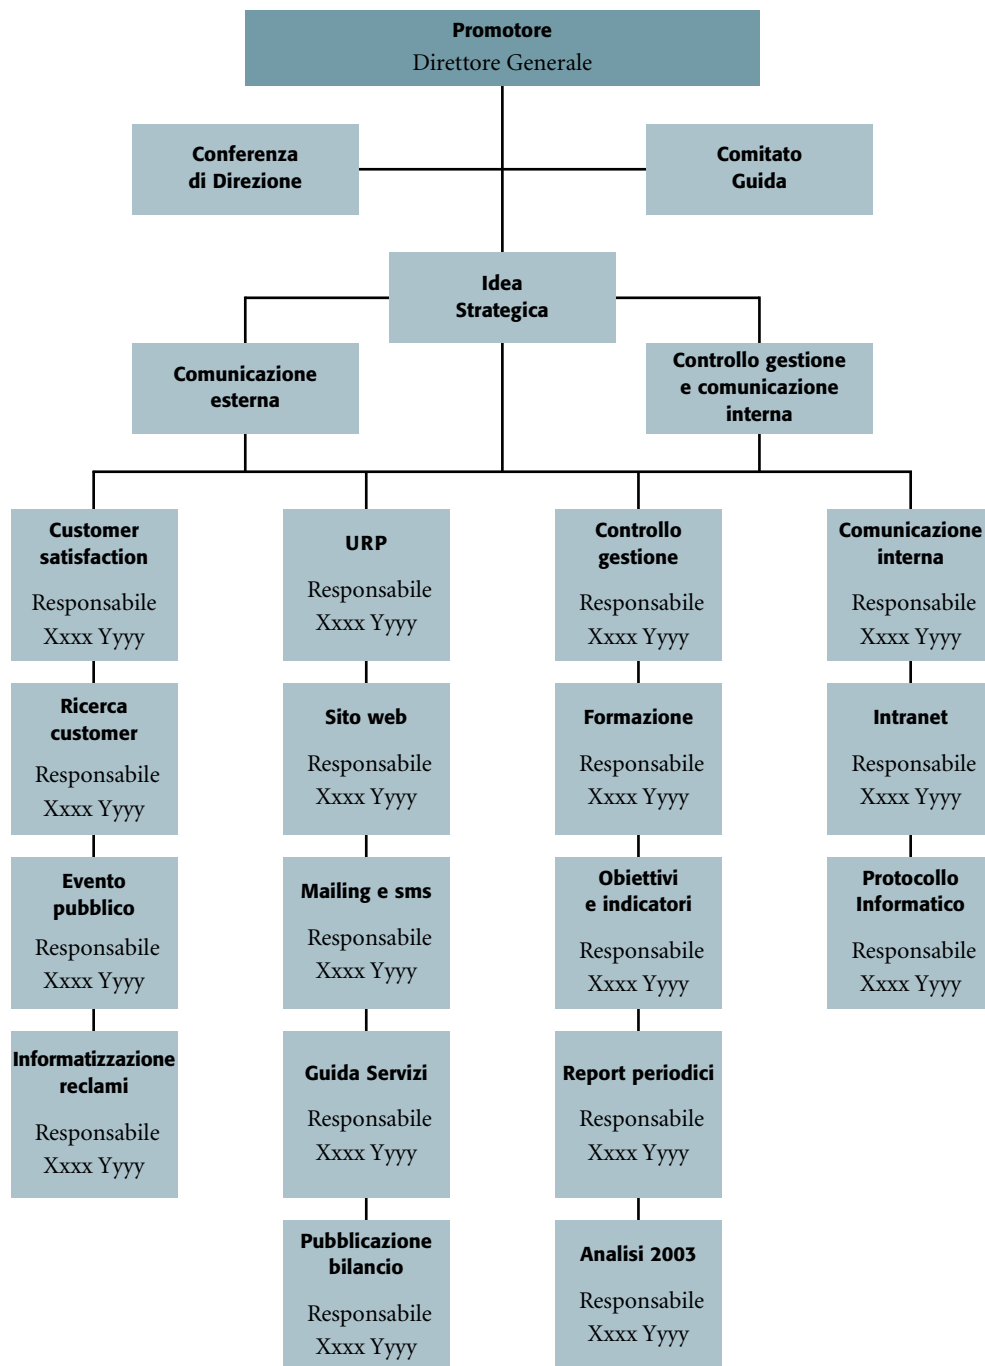 Promotore
Direttore Generale
Conferenza
di Direzione
Comitato
Guida
Idea
Strategica
Comunicazione
esterna
Controllo gestione
e comunicazione
interna
Customer
satisfaction
Responsabile
Xxxx Yyyy
URP
Responsabile
Xxxx Yyyy
Controllo
gestione
Responsabile
Xxxx Yyyy
Comunicazione
interna
Responsabile
Xxxx Yyyy
Ricerca
customer
Responsabile
Xxxx Yyyy
Sito web
Responsabile
Xxxx Yyyy
Formazione
Responsabile
Xxxx Yyyy
Intranet
Responsabile
Xxxx Yyyy
Evento
pubblico
Responsabile
Xxxx Yyyy
Mailing e sms
Responsabile
Xxxx Yyyy
Obiettivi
e indicatori
Responsabile
Xxxx Yyyy
Protocollo
Informatico
Responsabile
Xxxx Yyyy
Informatizzazione
reclami
Responsabile
Xxxx Yyyy
Guida Servizi
Responsabile
Xxxx Yyyy
Report periodici
Responsabile
Xxxx Yyyy
Pubblicazione
bilancio
Responsabile
Xxxx Yyyy
Analisi 2003
Responsabile
Xxxx Yyyy